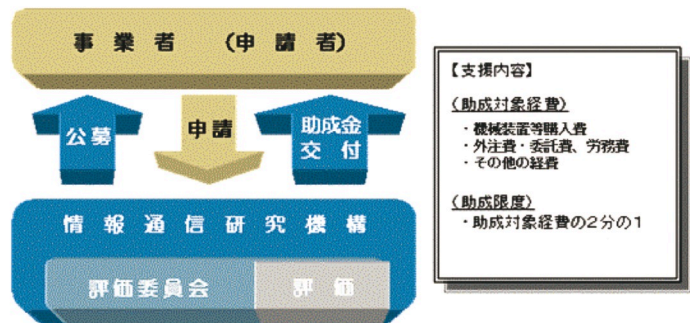 事業者 （申請者）
公募
申請
助成金
交付
情報通信研究機構
評価委員会
評価
【支援内容】
（助成対象経費）
・機械装置等購入費
・外注費・委託費、労務費
・その他の経費
（助成限度）
・助成対象経費の2分の1